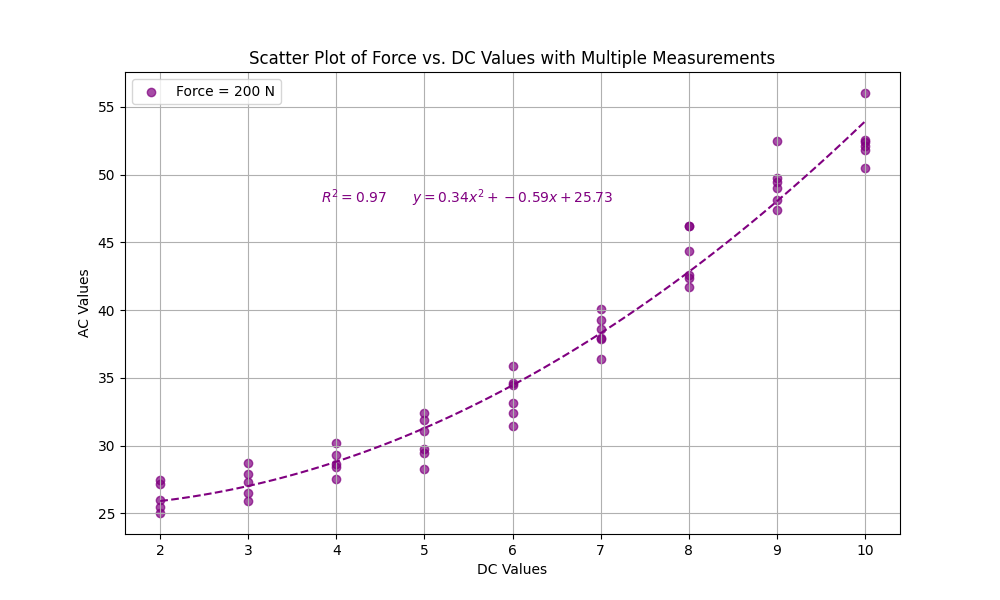 Scatter Plot of Force vs. DC Values with Multiple Measurements
Force = 200 N
R² = 0.97 y = 0.34x² + −0.59x + 25.73
AC Values
55
50
45
40
35
30
25
2 3 4 5 6 7 8 9 10
DC Values